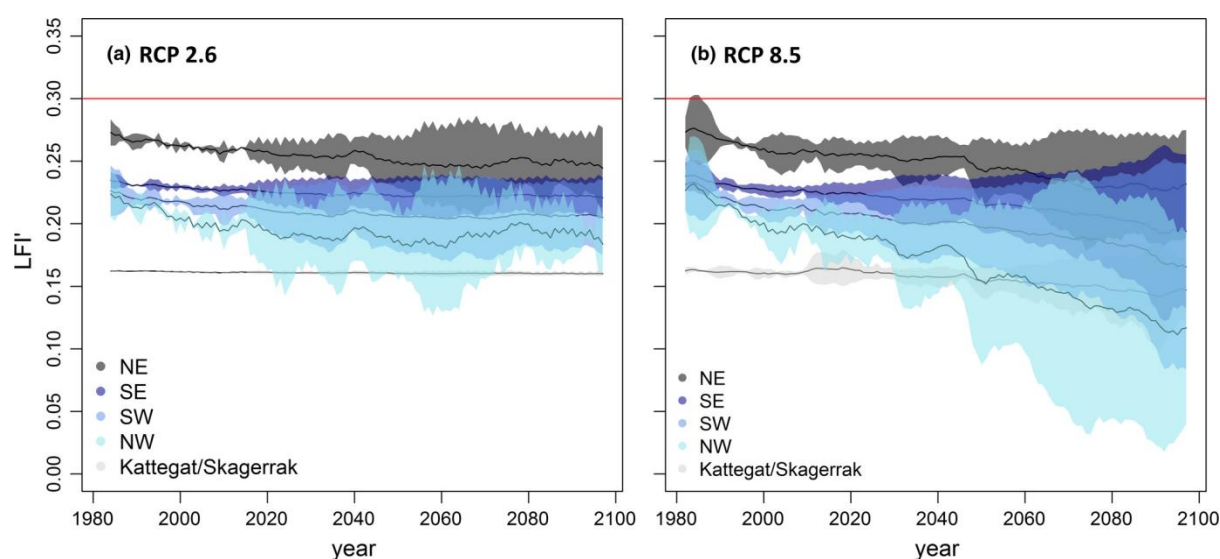 (a) RCP 2.6
(b) RCP 8.5
LFI'
0.35
0.30
0.25
0.20
0.15
0.10
0.05
0.00
NE
SE
SW
NW
Kattegat/Skagerrak
NE
SE
SW
NW
Kattegat/Skagerrak
1980 2000 2020 2040 2060 2080 2100
1980 2000 2020 2040 2060 2080 2100
year
year